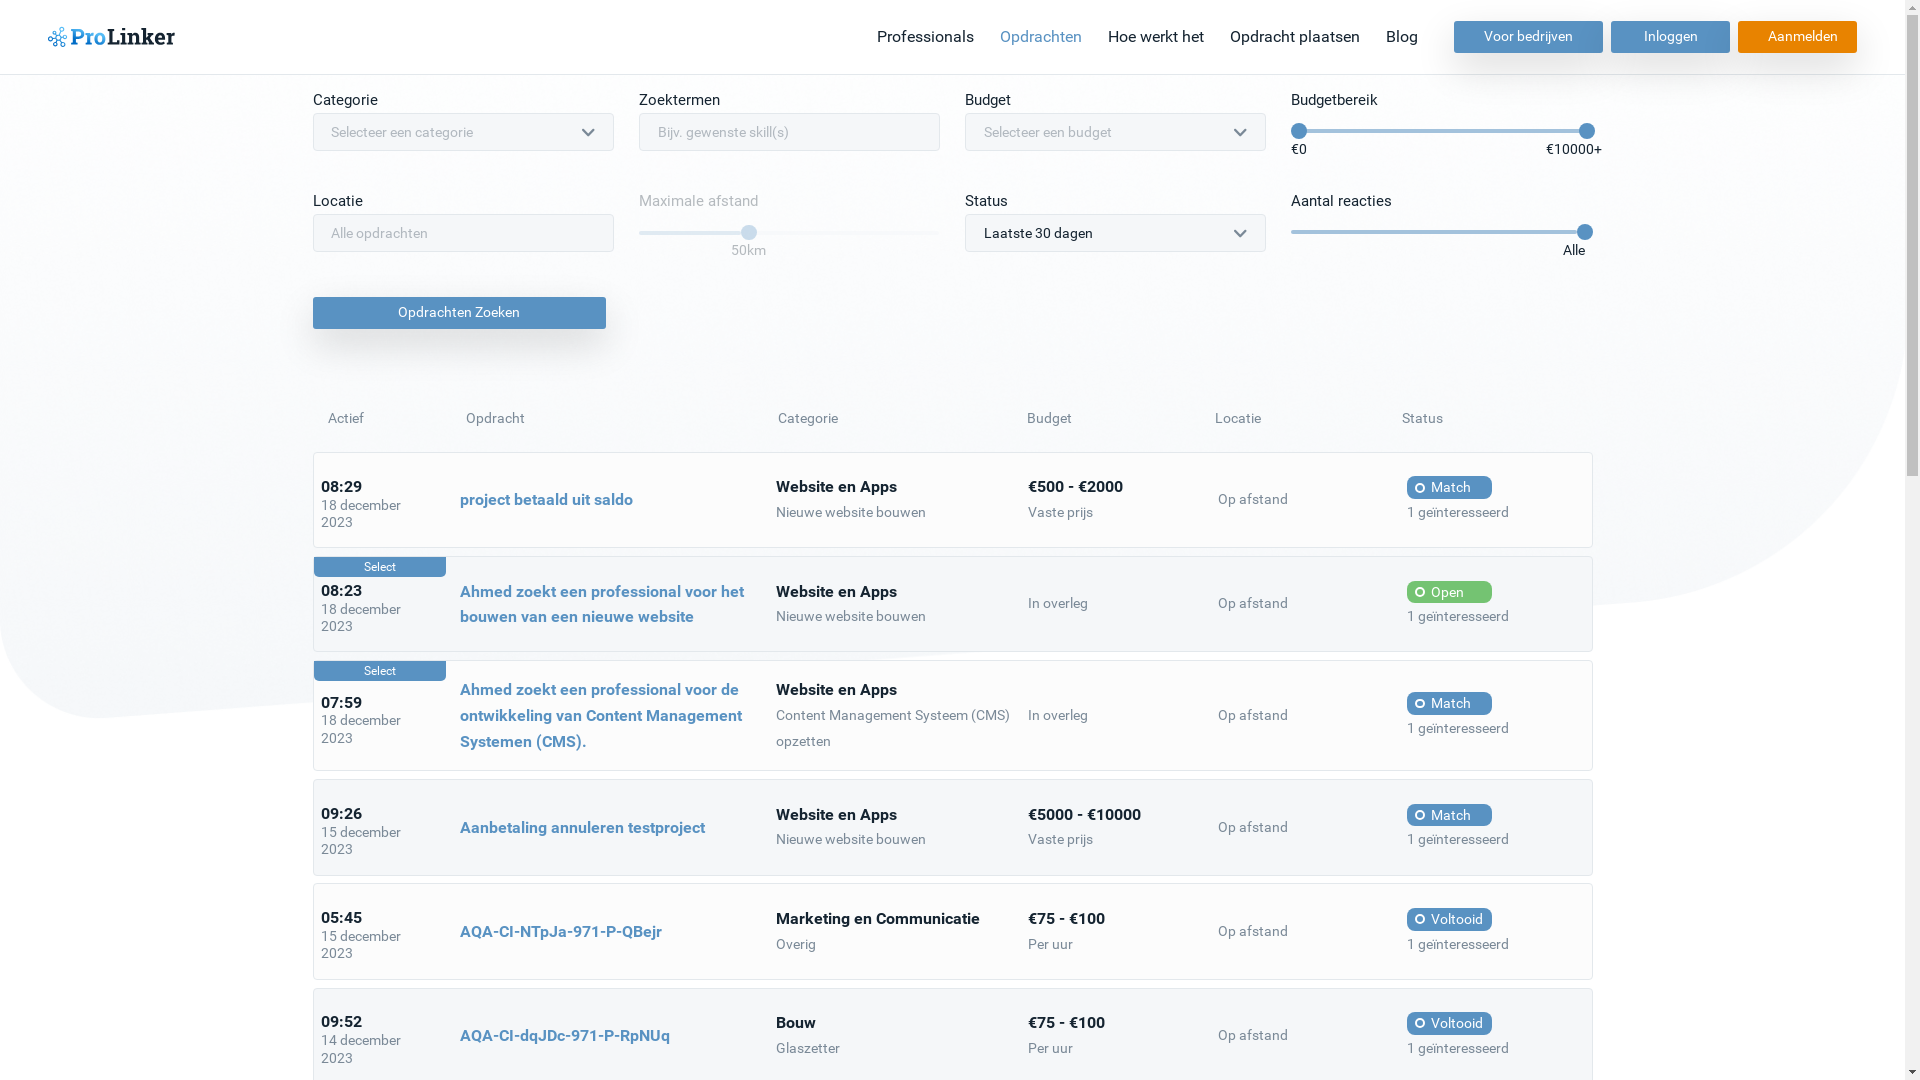 ProLinker
Professionals Opdrachten Hoe werkt het Opdracht plaatsen Blog Voor bedrijven Inloggen Aanmelden
Categorie Zoektermen Budget Budgetbereik
Selecteer een categorie Bijv. gewenste skill(s) Selecteer een budget
€0 €10000+
Locatie Maximale afstand Status Aantal reacties
Alle opdrachten Laatste 30 dagen
50km Alle
Opdrachten Zoeken
Actief Opdracht Categorie Budget Locatie Status
08:29
18 december
2023
project betaald uit saldo
Website en Apps
Nieuwe website bouwen
€500 - €2000
Vaste prijs
Op afstand
Match
1 geïnteresseerd
Select
08:23
18 december
2023
Ahmed zoekt een professional voor het
bouwen van een nieuwe website
Website en Apps
Nieuwe website bouwen
In overleg
Op afstand
Open
1 geïnteresseerd
Select
07:59
18 december
2023
Ahmed zoekt een professional voor de
ontwikkeling van Content Management
Systemen (CMS).
Website en Apps
Content Management Systeem (CMS)
opzetten
In overleg
Op afstand
Match
1 geïnteresseerd
09:26
15 december
2023
Aanbetaling annuleren testproject
Website en Apps
Nieuwe website bouwen
€5000 - €10000
Vaste prijs
Op afstand
Match
1 geïnteresseerd
05:45
15 december
2023
AQA-CI-NTpJa-971-P-QBejr
Marketing en Communicatie
Overig
€75 - €100
Per uur
Op afstand
Voltooid
1 geïnteresseerd
09:52
14 december
2023
AQA-CI-dqJDc-971-P-RpNUq
Bouw
Glaszetter
€75 - €100
Per uur
Op afstand
Voltooid
1 geïnteresseerd